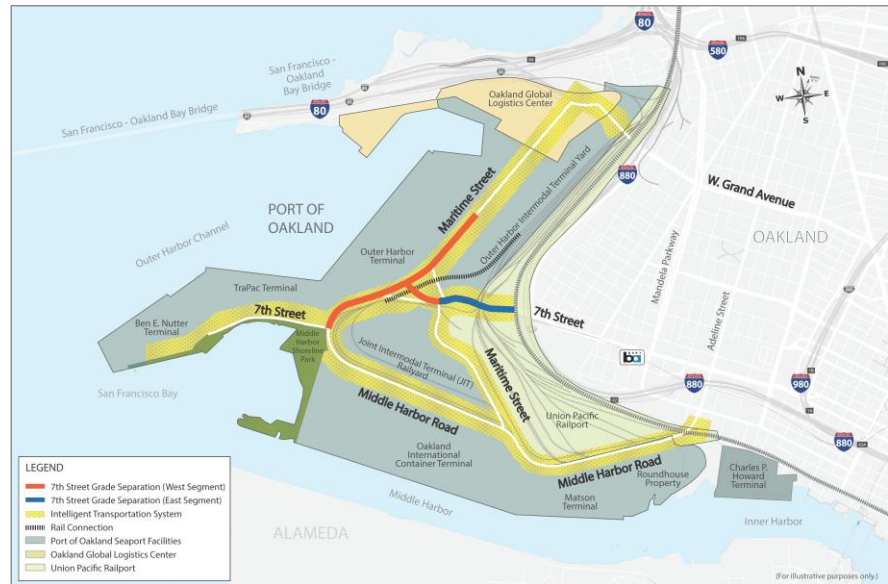 80
580
San Francisco -
Oakland
Bay Bridge
Oakland Global
Logistics Center
N
W
E
S
80
San Francisco - Oakland Bay Bridge
880
Maritime Street
Outer Harbor Intermodal Terminal Yard
880
W. Grand Avenue
PORT OF
OAKLAND
Outer Harbor Channel
Outer Harbor
Terminal
Mandela Parkway
OAKLAND
TraPac Terminal
Adeline Street
7th Street
7th Street
Ben E. Nutter
Terminal
Middle
Harbor
Shoreline
Park
Joint Intermodal Terminal (JIT)
Railyard
Maritime Street
ba
San Francisco Bay
880
980
Middle Harbor Road
Union Pacific
Railport
880
Oakland
International
Container Terminal
Middle Harbor Road
Roundhouse
Property
Charles P.
Howard
Terminal
Matson
Terminal
Middle Harbor
Inner Harbor
ALAMEDA
LEGEND
7th Street Grade Separation (West Segment)
7th Street Grade Separation (East Segment)
Intelligent Transportation System
Rail Connection
Port of Oakland Seaport Facilities
Oakland Global Logistics Center
Union Pacific Railport
(For illustrative purposes only.)